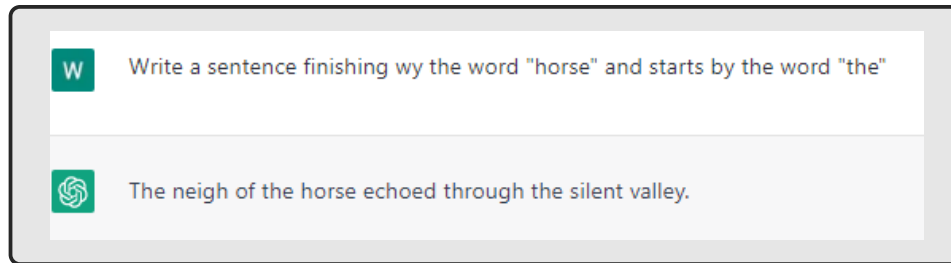 W
Write a sentence finishing wy the word "horse" and starts by the word "the"
The neigh of the horse echoed through the silent valley.